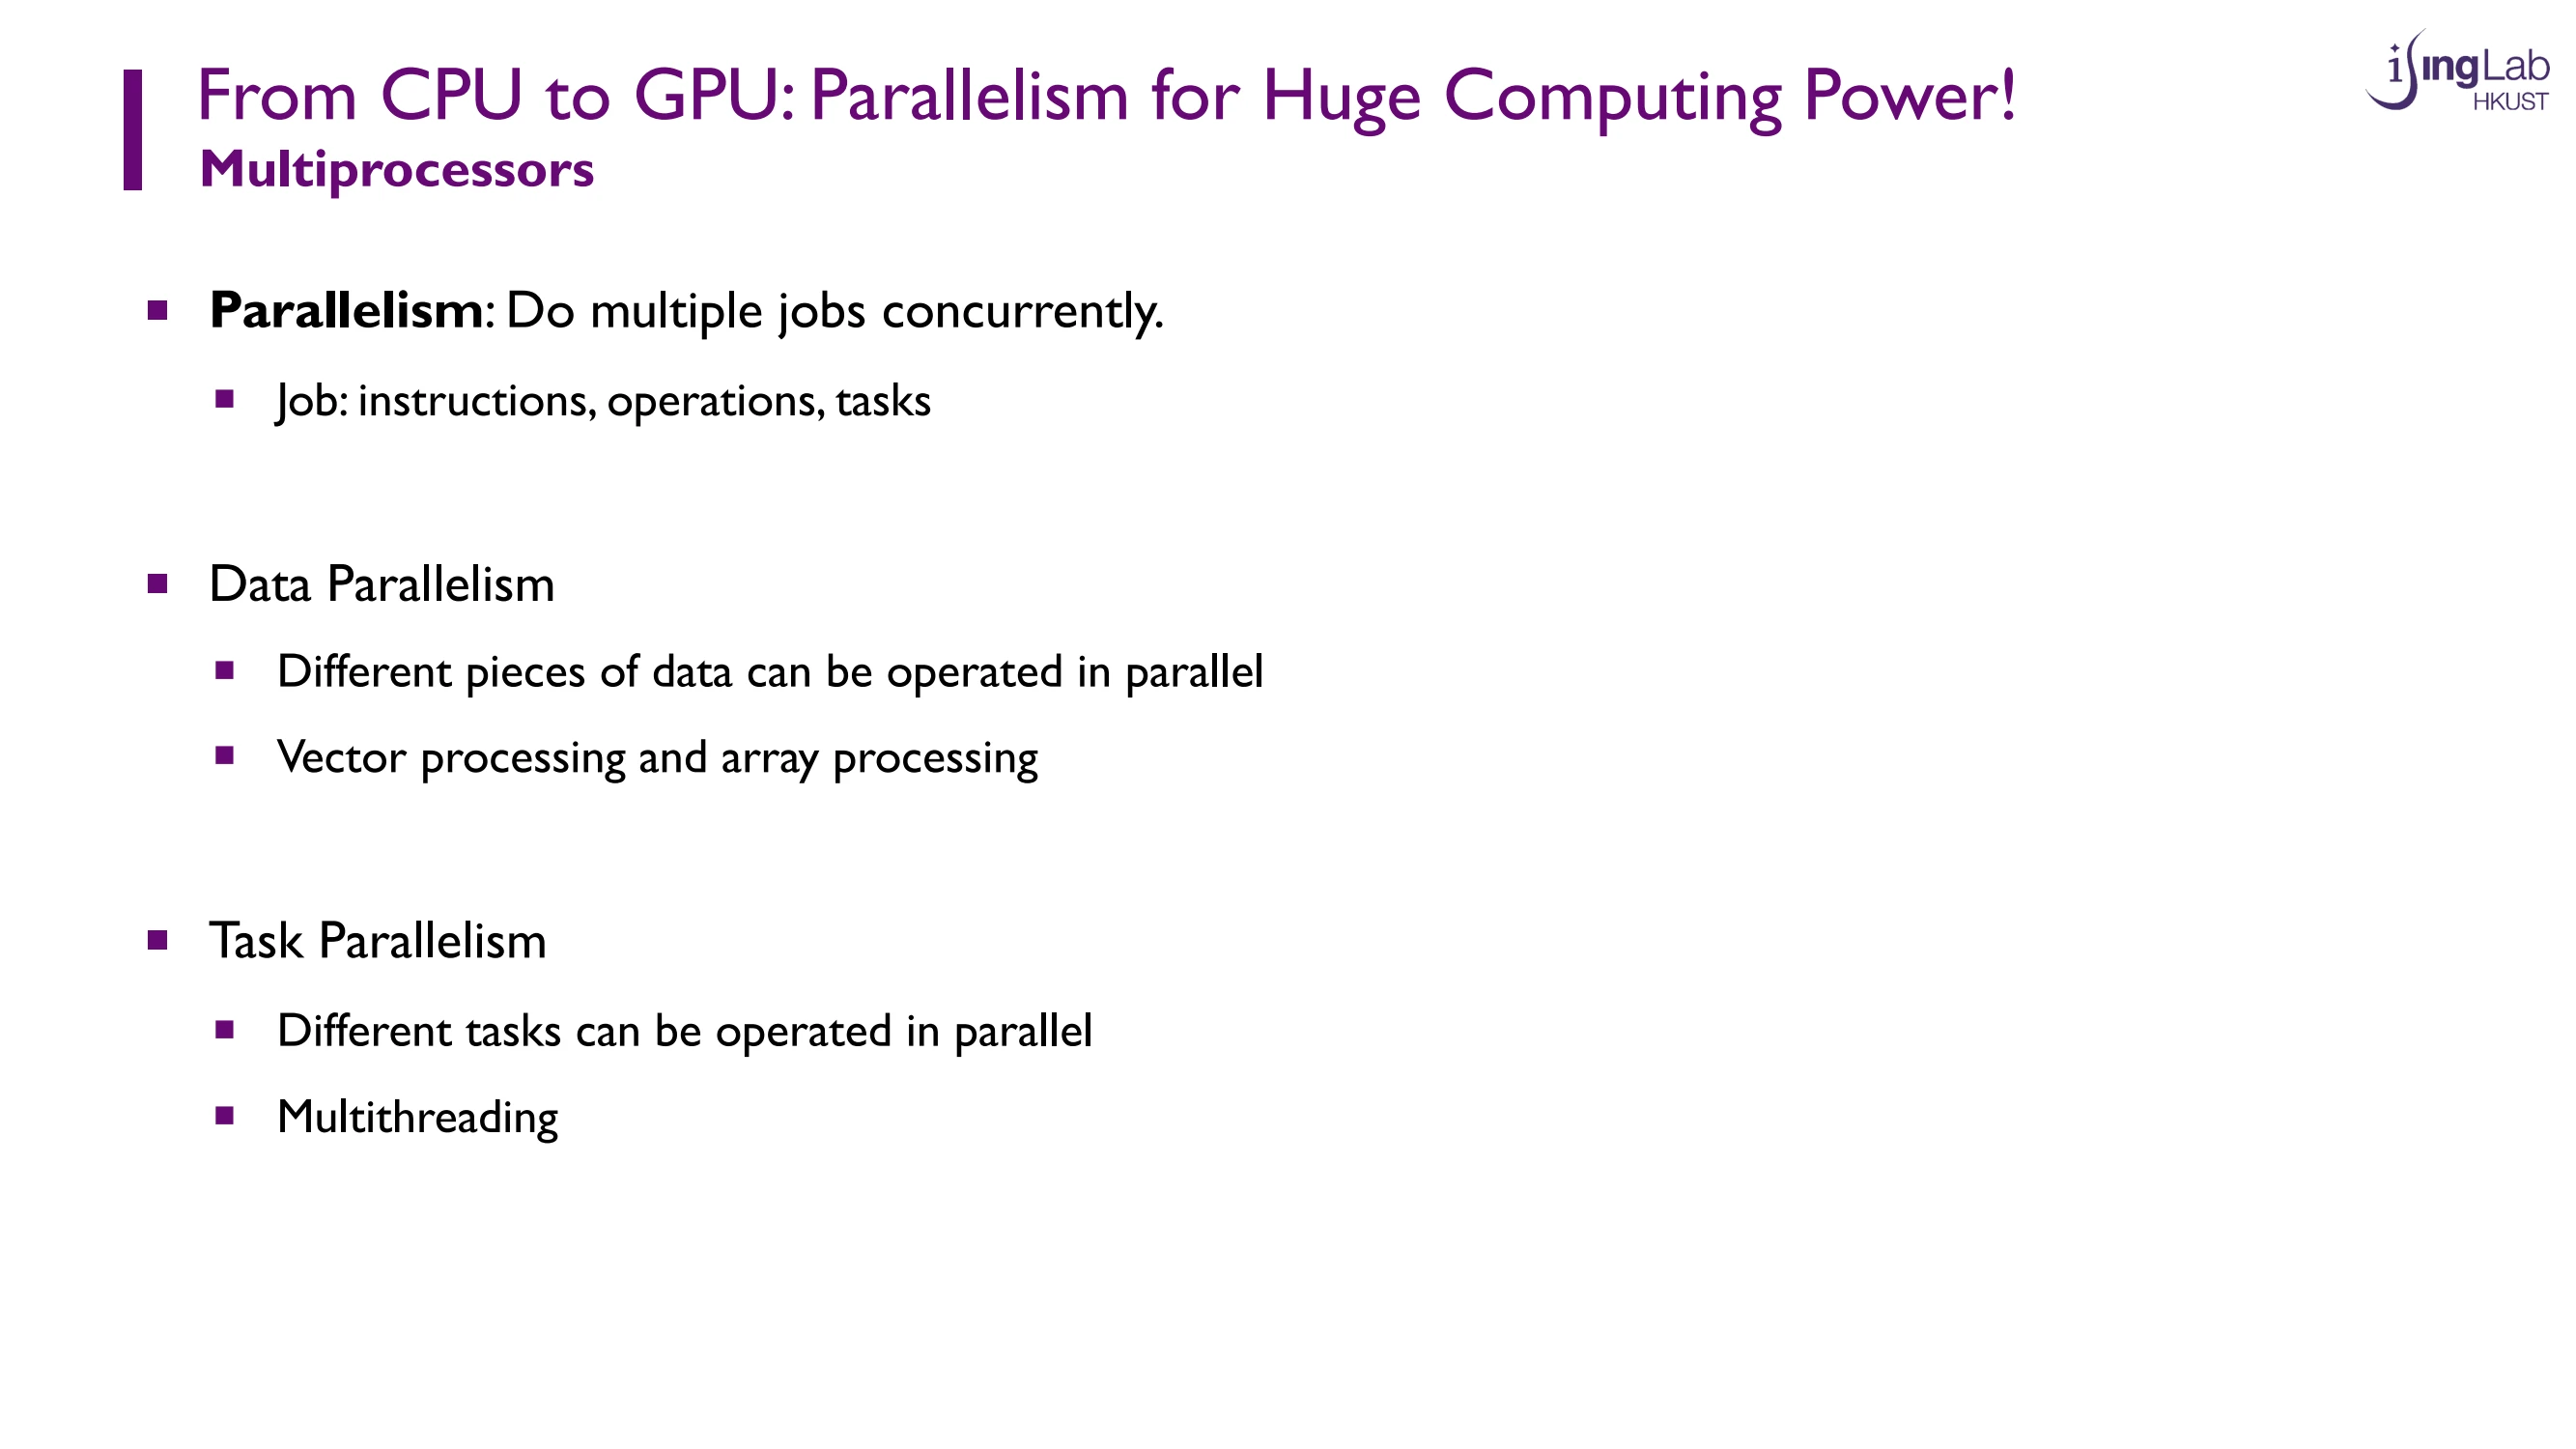 From CPU to GPU: Parallelism for Huge Computing Power!
Multiprocessors
iSingLab
HKUST
Parallelism: Do multiple jobs concurrently.
Job: instructions, operations, tasks
Data Parallelism
Different pieces of data can be operated in parallel
Vector processing and array processing
Task Parallelism
Different tasks can be operated in parallel
Multithreading